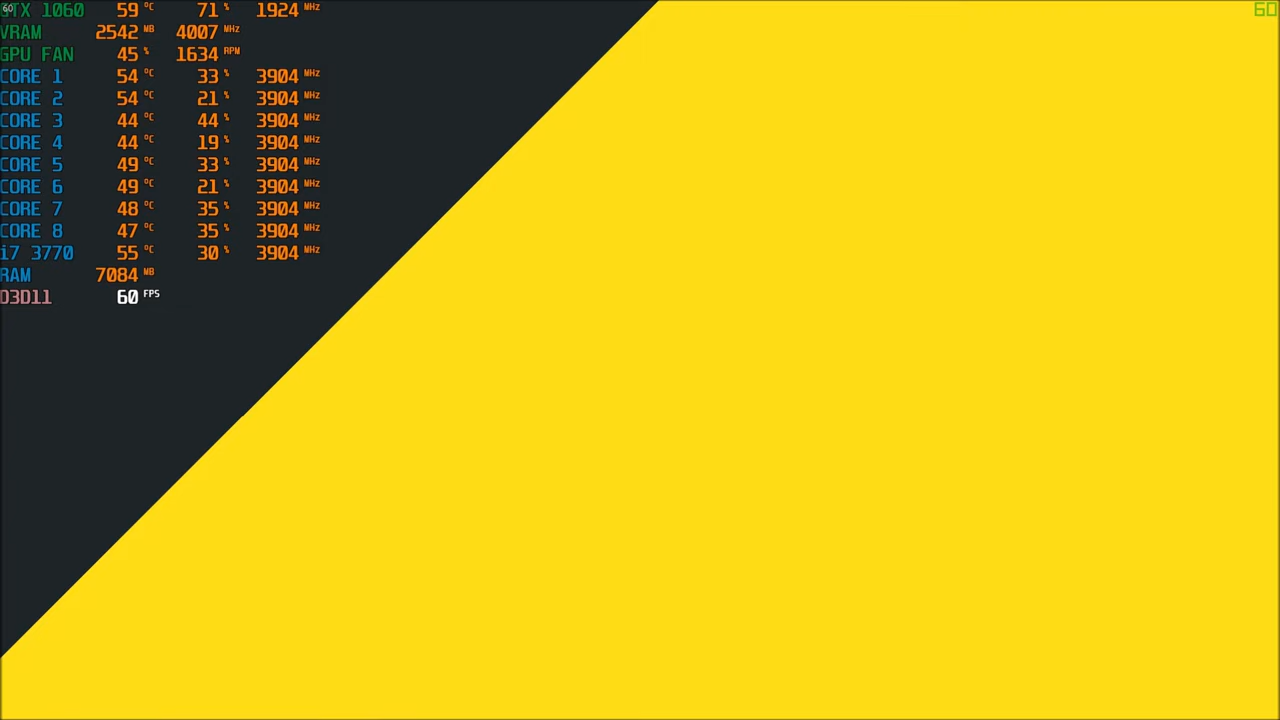 GTX 1060 59 °C 71 % 1924 MHz 60
VRAM 2542 MB 4007 MHz
GPU FAN 45 % 1634 RPM
CORE 1 54 °C 33 % 3904 MHz
CORE 2 54 °C 21 % 3904 MHz
CORE 3 44 °C 44 % 3904 MHz
CORE 4 44 °C 19 % 3904 MHz
CORE 5 49 °C 33 % 3904 MHz
CORE 6 49 °C 21 % 3904 MHz
CORE 7 48 °C 35 % 3904 MHz
CORE 8 47 °C 35 % 3904 MHz
i7 3770 55 °C 30 % 3904 MHz
RAM 7084 MB
D3D11 60 FPS
60